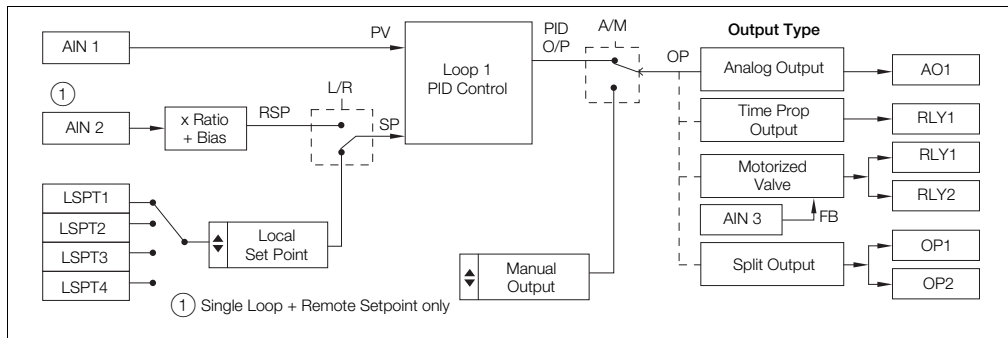 AIN 1
PV
Loop 1
PID Control
PID
O/P
A/M
OP
Output Type
Analog Output
AO1
1
AIN 2
x Ratio
+ Bias
RSP
L/R
SP
Time Prop
Output
RLY1
Motorized
Valve
RLY1
RLY2
AIN 3
FB
LSPT1
LSPT2
LSPT3
LSPT4
Local
Set Point
Manual
Output
Split Output
OP1
OP2
1 Single Loop + Remote Setpoint only